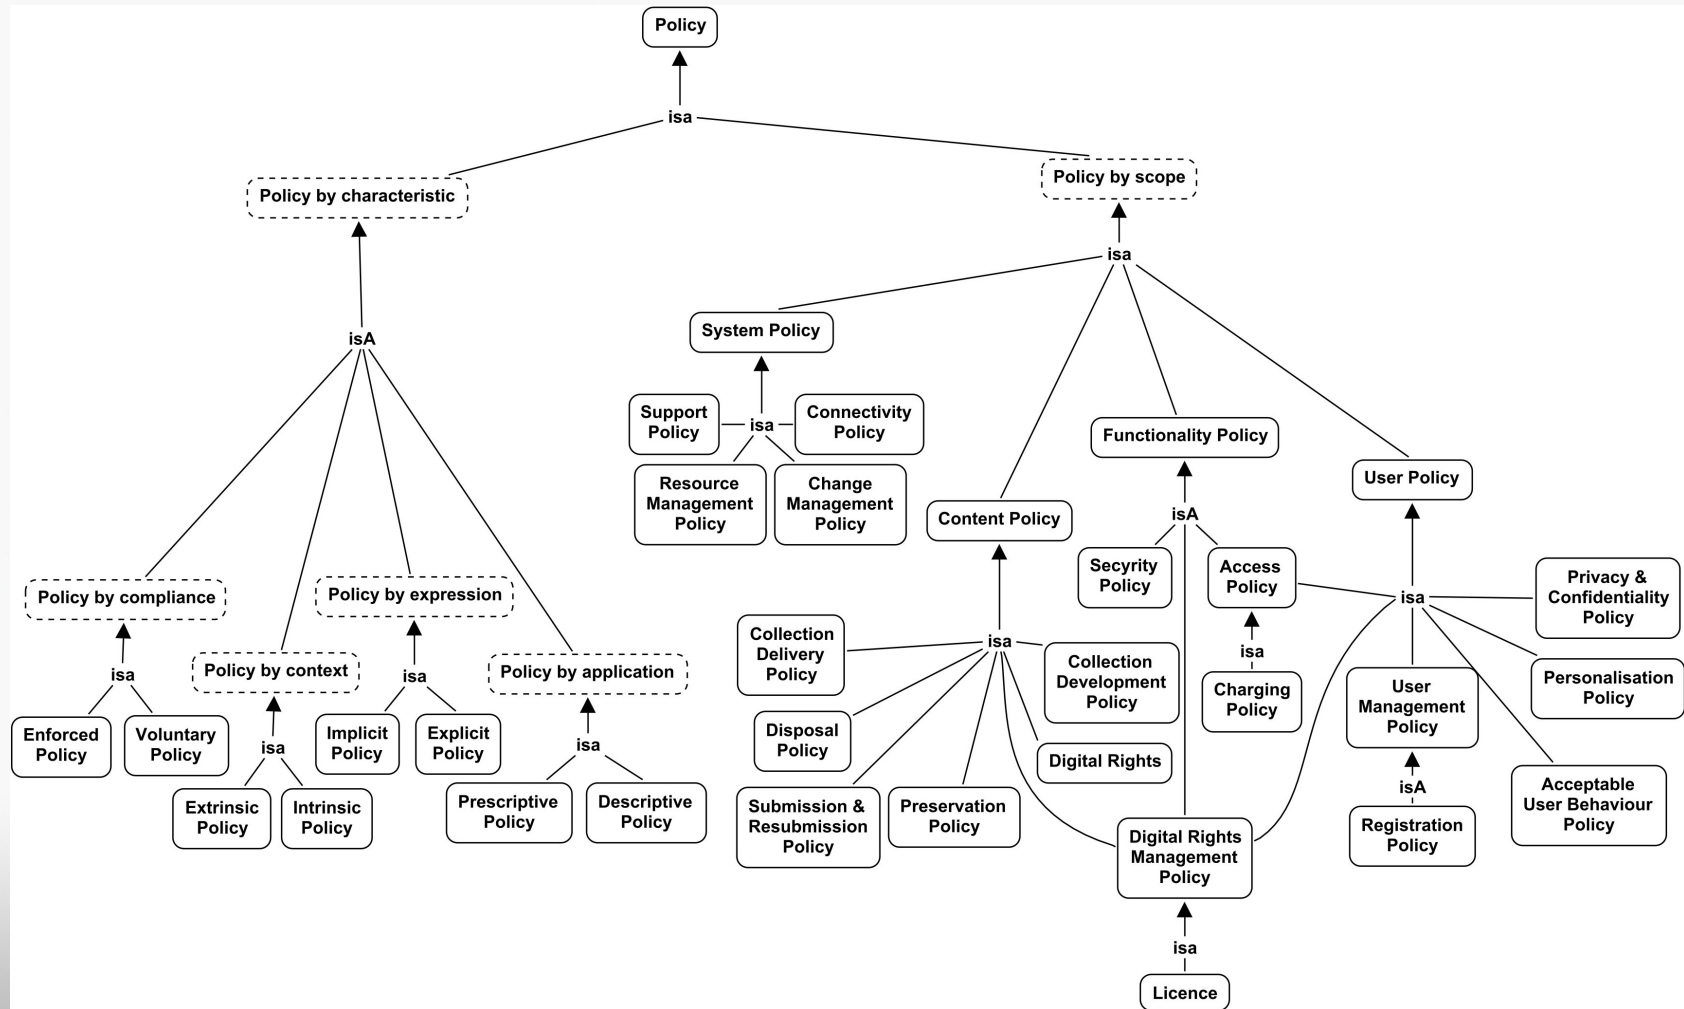 Policy
isa
Policy by characteristic
Policy by scope
isa
isA
System Policy
Support
Policy
isa
Connectivity
Policy
Resource
Management
Policy
Change
Management
Policy
Functionality Policy
User Policy
Content Policy
isA
Secyrity
Policy
Access
Policy
isa
Privacy &
Confidentiality
Policy
Policy by compliance
Policy by expression
isa
Collection
Delivery
Policy
isa
Collection
Development
Policy
isa
Charging
Policy
User
Management
Policy
Personalisation
Policy
Policy by context
isa
Policy by application
Enforced
Policy
Voluntary
Policy
isa
Implicit
Policy
Explicit
Policy
isa
Disposal
Policy
Digital Rights
isA
Acceptable
User Behaviour
Policy
Extrinsic
Policy
Intrinsic
Policy
Prescriptive
Policy
Descriptive
Policy
Submission &
Resubmission
Policy
Preservation
Policy
Digital Rights
Management
Policy
Registration
Policy
isa
Licence